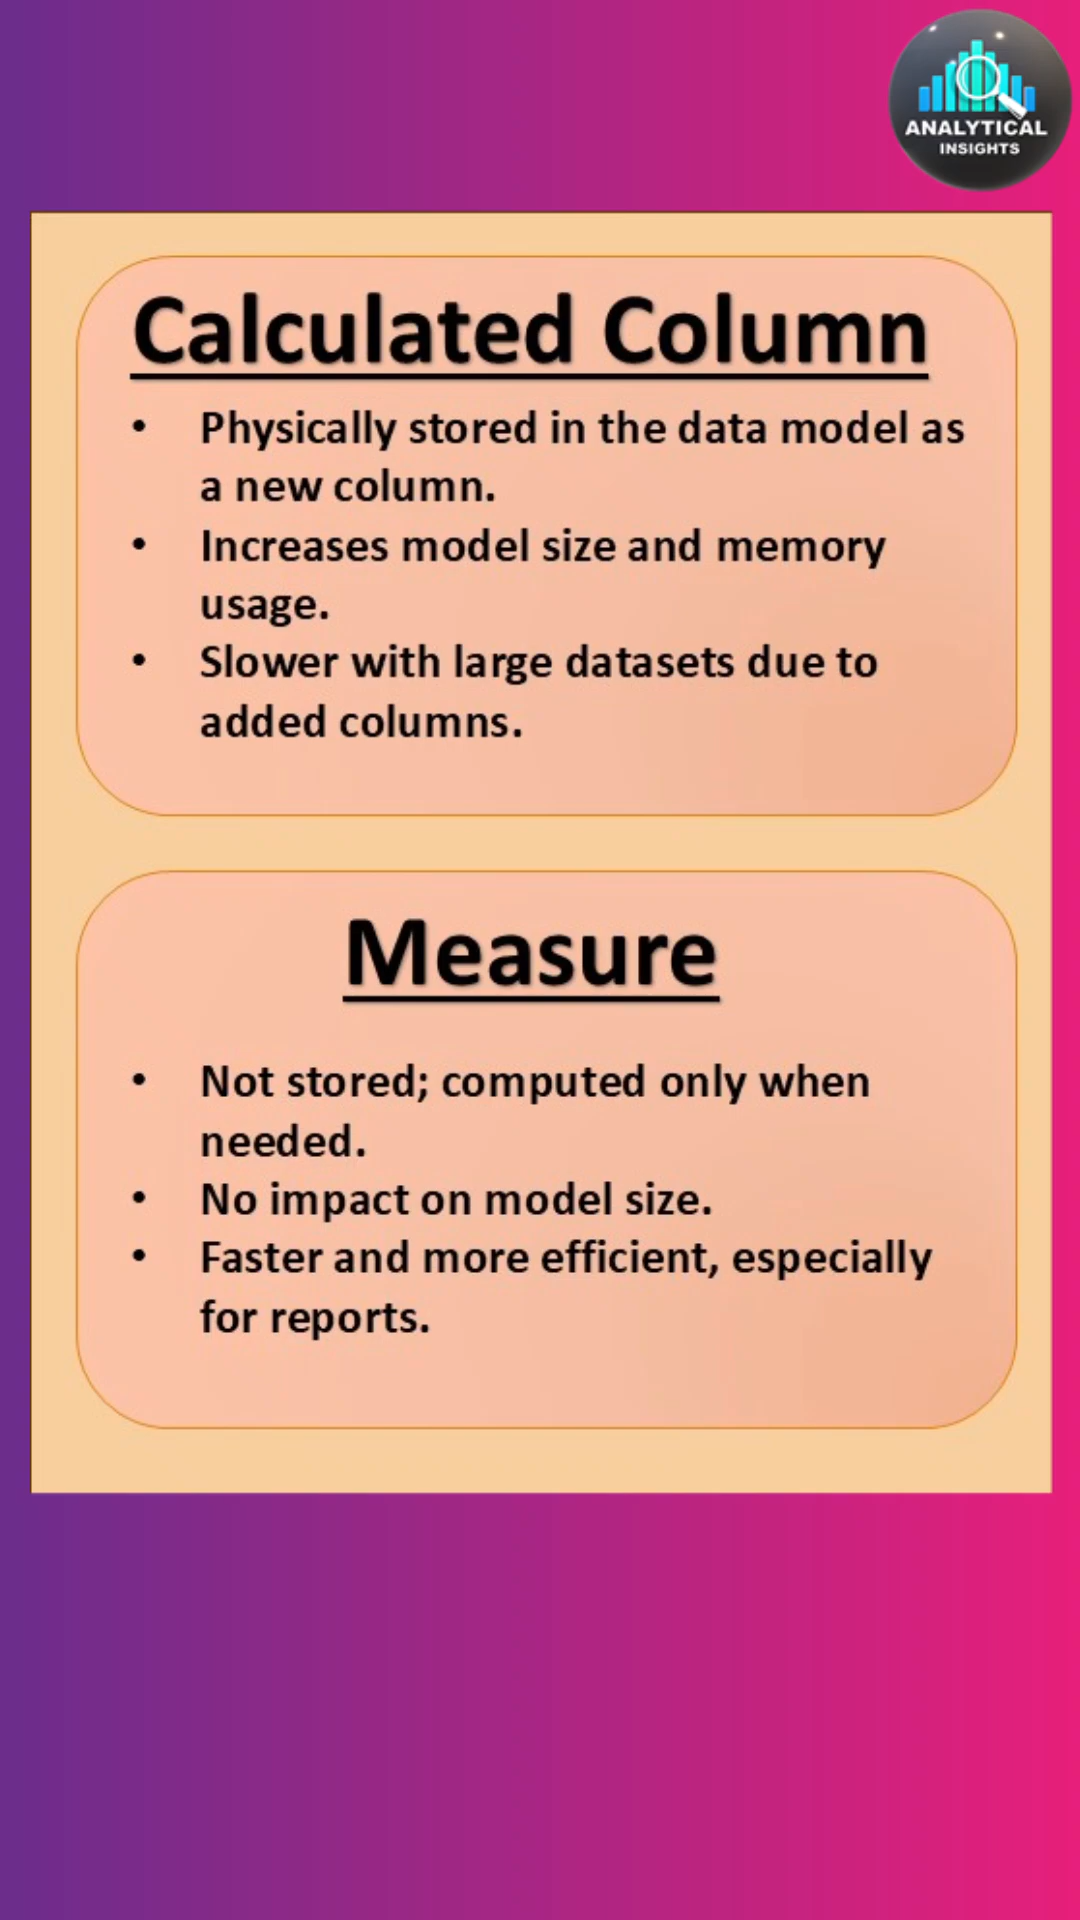 ANALYTICAL
INSIGHTS
Calculated Column
• Physically stored in the data model as
a new column.
• Increases model size and memory
usage.
• Slower with large datasets due to
added columns.
Measure
• Not stored; computed only when
needed.
• No impact on model size.
• Faster and more efficient, especially
for reports.